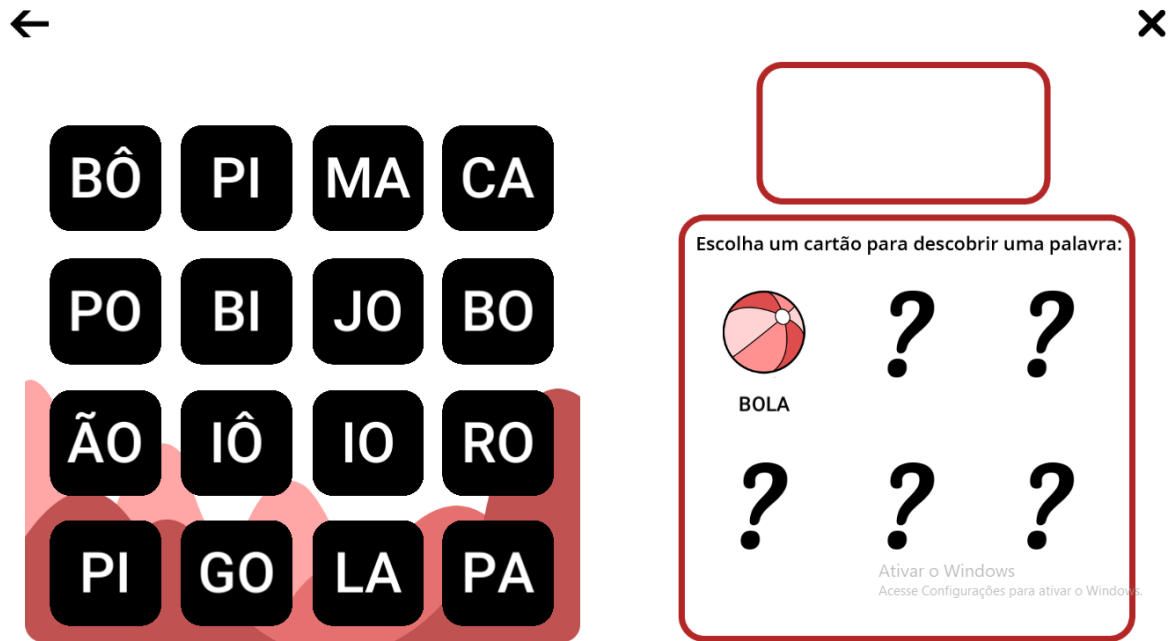 BÔ PI MA CA
PO BI JO BO
ÃO IÔ IO RO
PI GO LA PA
Escolha um cartão para descobrir uma palavra:
? ?
BOLA
? ? ?
Ativar o Windows
Acesse Configurações para ativar o Windows.